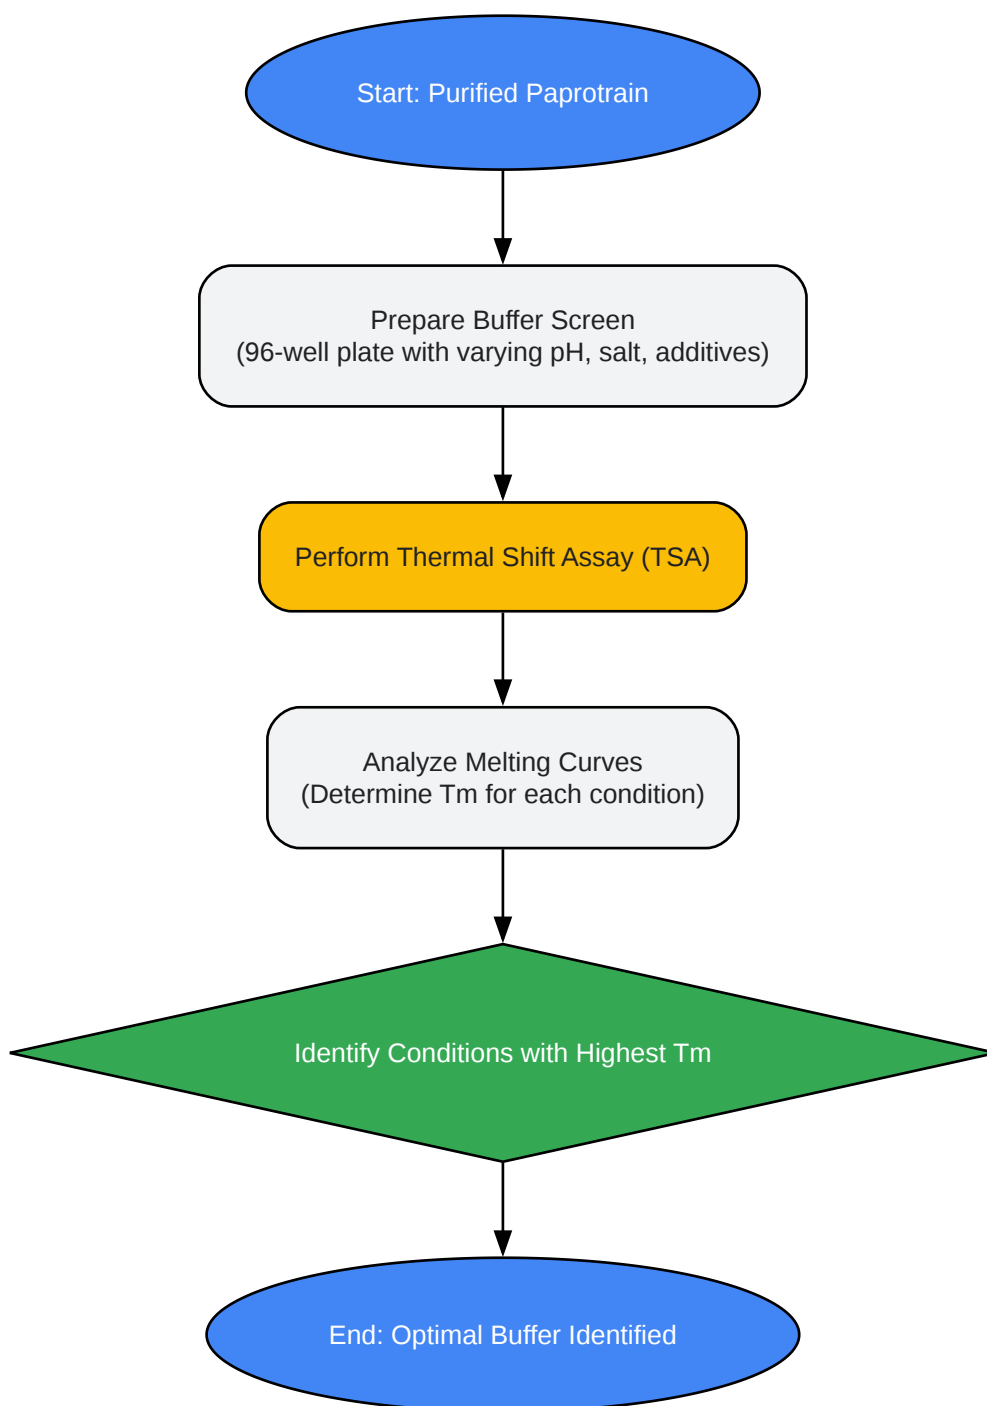 Start: Purified Paprotrain
Prepare Buffer Screen
(96-well plate with varying pH, salt, additives)
Perform Thermal Shift Assay (TSA)
Analyze Melting Curves
(Determine Tm for each condition)
Identify Conditions with Highest Tm
End: Optimal Buffer Identified